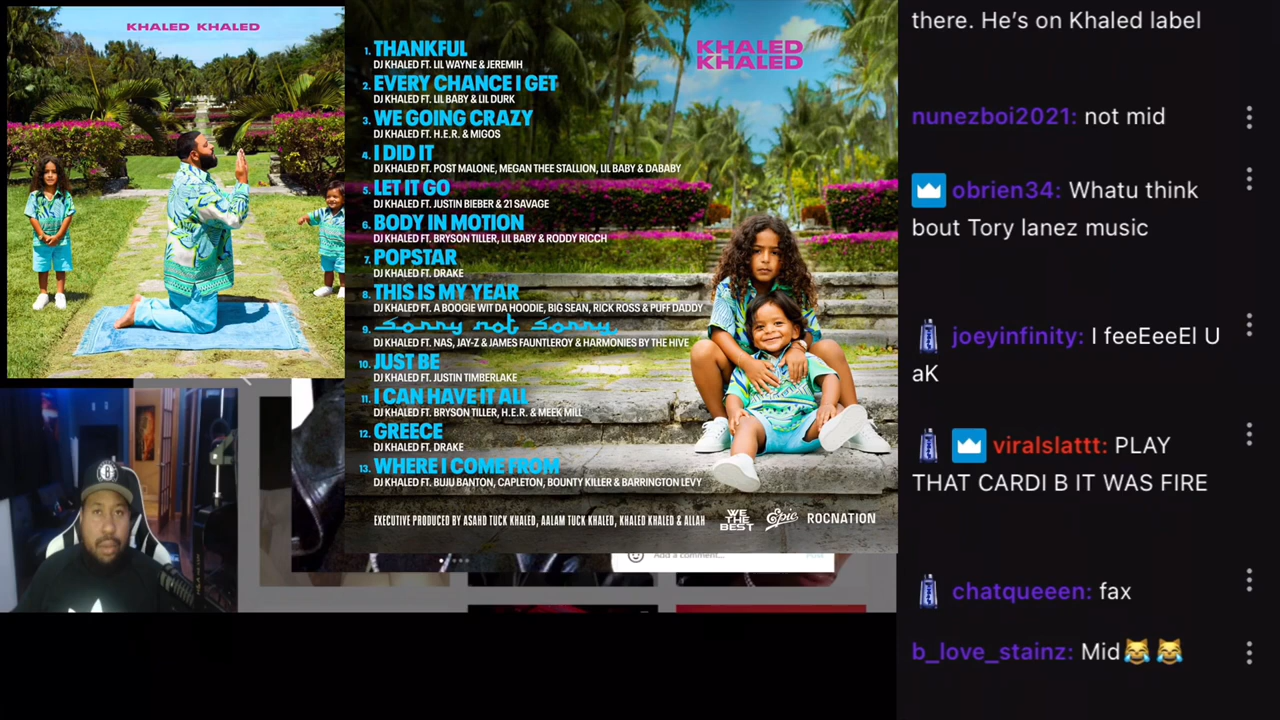 KHALED KHALED
KHALED
KHALED
1. THANKFUL
DJ KHALED FT. LIL WAYNE & JEREMIH
2. EVERY CHANCE I GET
DJ KHALED FT. LIL BABY & LIL DURK
3. WE GOING CRAZY
DJ KHALED FT. H.E.R. & MIGOS
4. I DID IT
DJ KHALED FT. POST MALONE, MEGAN THEE STALLION, LIL BABY & DABABY
5. LET IT GO
DJ KHALED FT. JUSTIN BIEBER & 21 SAVAGE
6. BODY IN MOTION
DJ KHALED FT. BRYSON TILLER, LIL BABY & RODDY RICCH
7. POPSTAR
DJ KHALED FT. DRAKE
8. THIS IS MY YEAR
DJ KHALED FT. A BOOGIE WIT DA HOODIE, BIG SEAN, RICK ROSS & PUFF DADDY
9. sorry not sorry
DJ KHALED FT. NAS, JAY-Z & JAMES FAUNTLEROY & HARMONIES BY THE HIVE
10. JUST BE
DJ KHALED FT. JUSTIN TIMBERLAKE
11. I CAN HAVE IT ALL
DJ KHALED FT. BRYSON TILLER, H.E.R. & MEEK MILL
12. GREECE
DJ KHALED FT. DRAKE
13. WHERE I COME FROM
DJ KHALED FT. BUJU BANTON, CAPLETON, BOUNTY KILLER & BARRINGTON LEVY
EXECUTIVE PRODUCED BY ASAHD TUCK KHALED, AALAM TUCK KHALED, KHALED KHALED & ALLAH
WE THE BEST
Epic
ROCNATION
Add a comment...
Post
there. He's on Khaled label
nunezboi2021: not mid
obrien34: Whatu think
bout Tory lanez music
joeyinfinity: I feeEeeEl U
aK
viralslattt: PLAY
THAT CARDI B IT WAS FIRE
chatqueeen: fax
b_love_stainz: Mid😹 😹